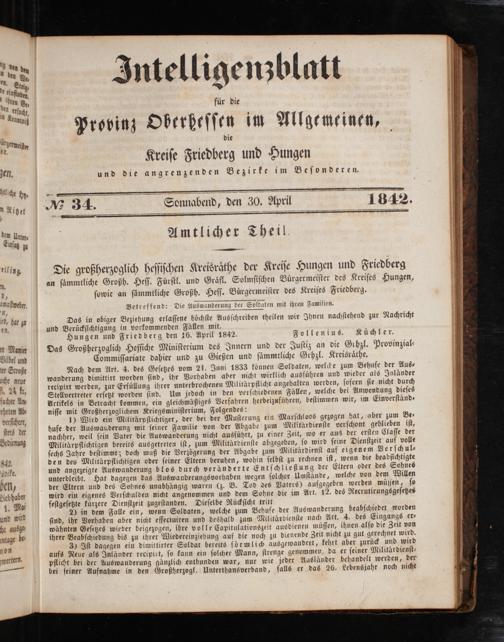 Intelligenzblatt
für die
Provinz Oberhessen im Allgemeinen,
die
Kreise Friedberg und Hungen
und die angrenzenden Bezirke im Besonderen.
№ 34. Sonnabend, den 30. April 1842.
Amtlicher Theil.
Die großherzoglich hessischen Kreisräthe der Kreise Hungen und Friedberg
an sämmtliche Großh. Hess. Fürstl. und Gräfl. Solmsischen Bürgermeister des Kreises Hungen,
sowie an sämmtliche Großh. Hess. Bürgermeister des Kreises Friedberg.
Betreffend: Die Auswanderung der Soldaten mit ihren Familien.
Das in obiger Beziehung erlassene höchste Ausschreiben theilen wir Ihnen nachstehend zur Nachricht
und Berücksichtigung in vorkommenden Fällen mit.
Hungen und Friedberg den 16. April 1842. Follenius. Küchler.
Das Großherzoglich Hessische Ministerium des Innern und der Justiz an die Grhzl. Provinzial-
Commissariate dahier und zu Gießen und sämmtliche Grhzl. Kreisräthe.
Nach dem Art. 4. des Gesetzes vom 21. Juni 1833 können Soldaten, welche zum Behufe der Aus-
wanderung dimittirt worden sind, ihr Vorhaben aber nicht wirklich ausführen und wieder als Inländer
recipirt werden, zur Erfüllung ihrer unterbrochenen Militärpflicht angehalten werden, sofern sie nicht durch
Stellvertreter ersetzt worden sind. Um jedoch in den verschiedenen Fällen, welche bei Anwendung dieses
Artikels in Betracht kommen, ein gleichmäßiges Verfahren herbeizuführen, bestimmen wir, im Einverständ-
nisse mit Großherzoglichem Kriegsministerium, Folgendes:
1) Wird ein Militärpflichtiger, der bei der Musterung ein Marschloos gezogen hat, aber zum Be-
hufe der Auswanderung mit seiner Familie von der Abgabe zum Militärdienste verschont geblieben ist,
nachher, weil sein Vater die Auswanderung nicht ausführt, zu einer Zeit, wo er aus der ersten Classe der
Militärpflichtigen bereits ausgetreten ist, zum Militärdienste abgegeben, so wird seine Dienstzeit auf volle
sechs Jahre bestimmt; doch muß die Verzögerung der Abgabe zum Militärdienst auf eigenem Verschul-
den des Militärpflichtigen oder seiner Eltern beruhen, wohin selbst zu rechnen ist, wenn die beabsichtigte
und angezeigte Auswanderung blos durch veränderte Entschließung der Eltern oder des Sohnes
unterbleibt. Hat dagegen das Auswanderungsvorhaben wegen solcher Umstände, welche von dem Willen
der Eltern und des Sohnes unabhängig waren (z. B. Tod des Vaters) aufgegeben werden müssen, so
wird ein eigenes Verschulden nicht angenommen und dem Sohne die im Art. 12. des Recrutirungsgesetzes
festgesetzte kürzere Dienstzeit zugestanden. Dieselbe Rücksicht tritt
2) in dem Falle ein, wenn Soldaten, welche zum Behufe der Auswanderung beabschiedet worden
sind, ihr Vorhaben aber nicht effectuiren und deshalb zum Militärdienste nach Art. 4. des Eingangs er-
wähnten Gesetzes wieder beigezogen, ihre volle Capitulationszeit ausdienen müssen, ihnen also die Zeit von
ihrer Beabschiedung bis zu ihrer Wiedereinziehung auf die noch zu dienende Zeit nicht zu gut gerechnet wird.
3) Ist dagegen ein dimittirter Soldat bereits förmlich ausgewandert, kehrt aber zurück und wird
aufs Neue als Inländer recipirt, so kann ein solcher Mann, strenge genommen, da er seiner Militärdienst-
pflicht bei der Auswanderung gänzlich entbunden war, nur wie jeder Ausländer behandelt werden, der
bei seiner Aufnahme in den Großherzogl. Unterthansverband, falls er das 26. Lebensjahr noch nicht